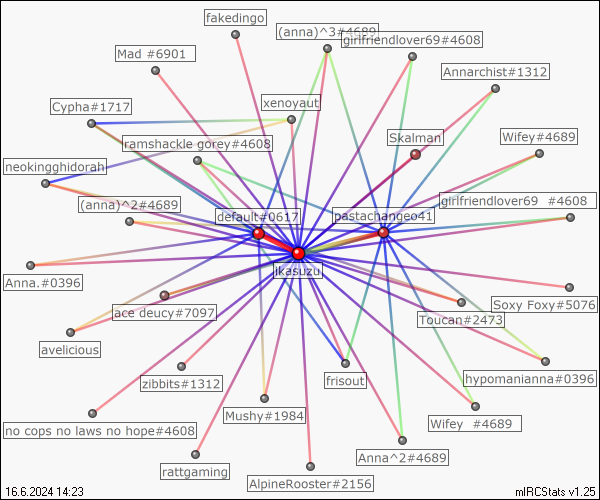 fakedingo
(anna)^3#4689
girlfriendlover69#4608
Mad #6901
Annarchist#1312
Cypha#1717
xenoyaut
Skalman
ramshackle gorey#4608
Wifey#4689
neokingghidorah
(anna)^2#4689
default#0617
pastachangeo41
girlfriendlover69 #4608
ikasuzu
Anna.#0396
Soxy Foxy#5076
ace deucy#7097
Toucan#2473
avelicious
zibbits#1312
frisout
hypomanianna#0396
Mushy#1984
no cops no laws no hope#4608
Wifey #4689
Anna^2#4689
rattgaming
AlpineRooster#2156
16.6.2024 14:23
mIRCStats v1.25